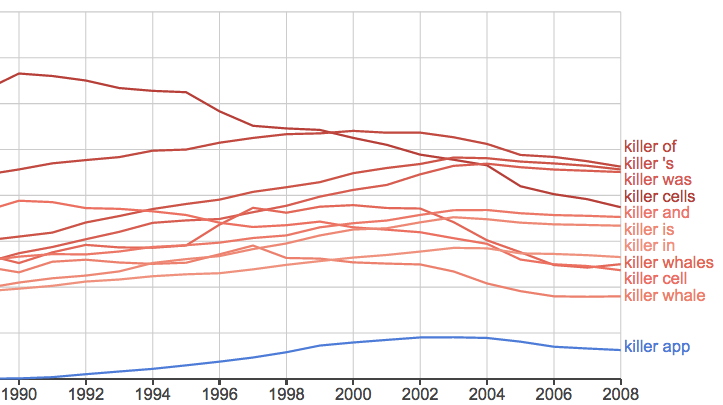 killer of
killer 's
killer was
killer cells
killer and
killer is
killer in
killer whales
killer cell
killer whale
killer app
1990 1992 1994 1996 1998 2000 2002 2004 2006 2008